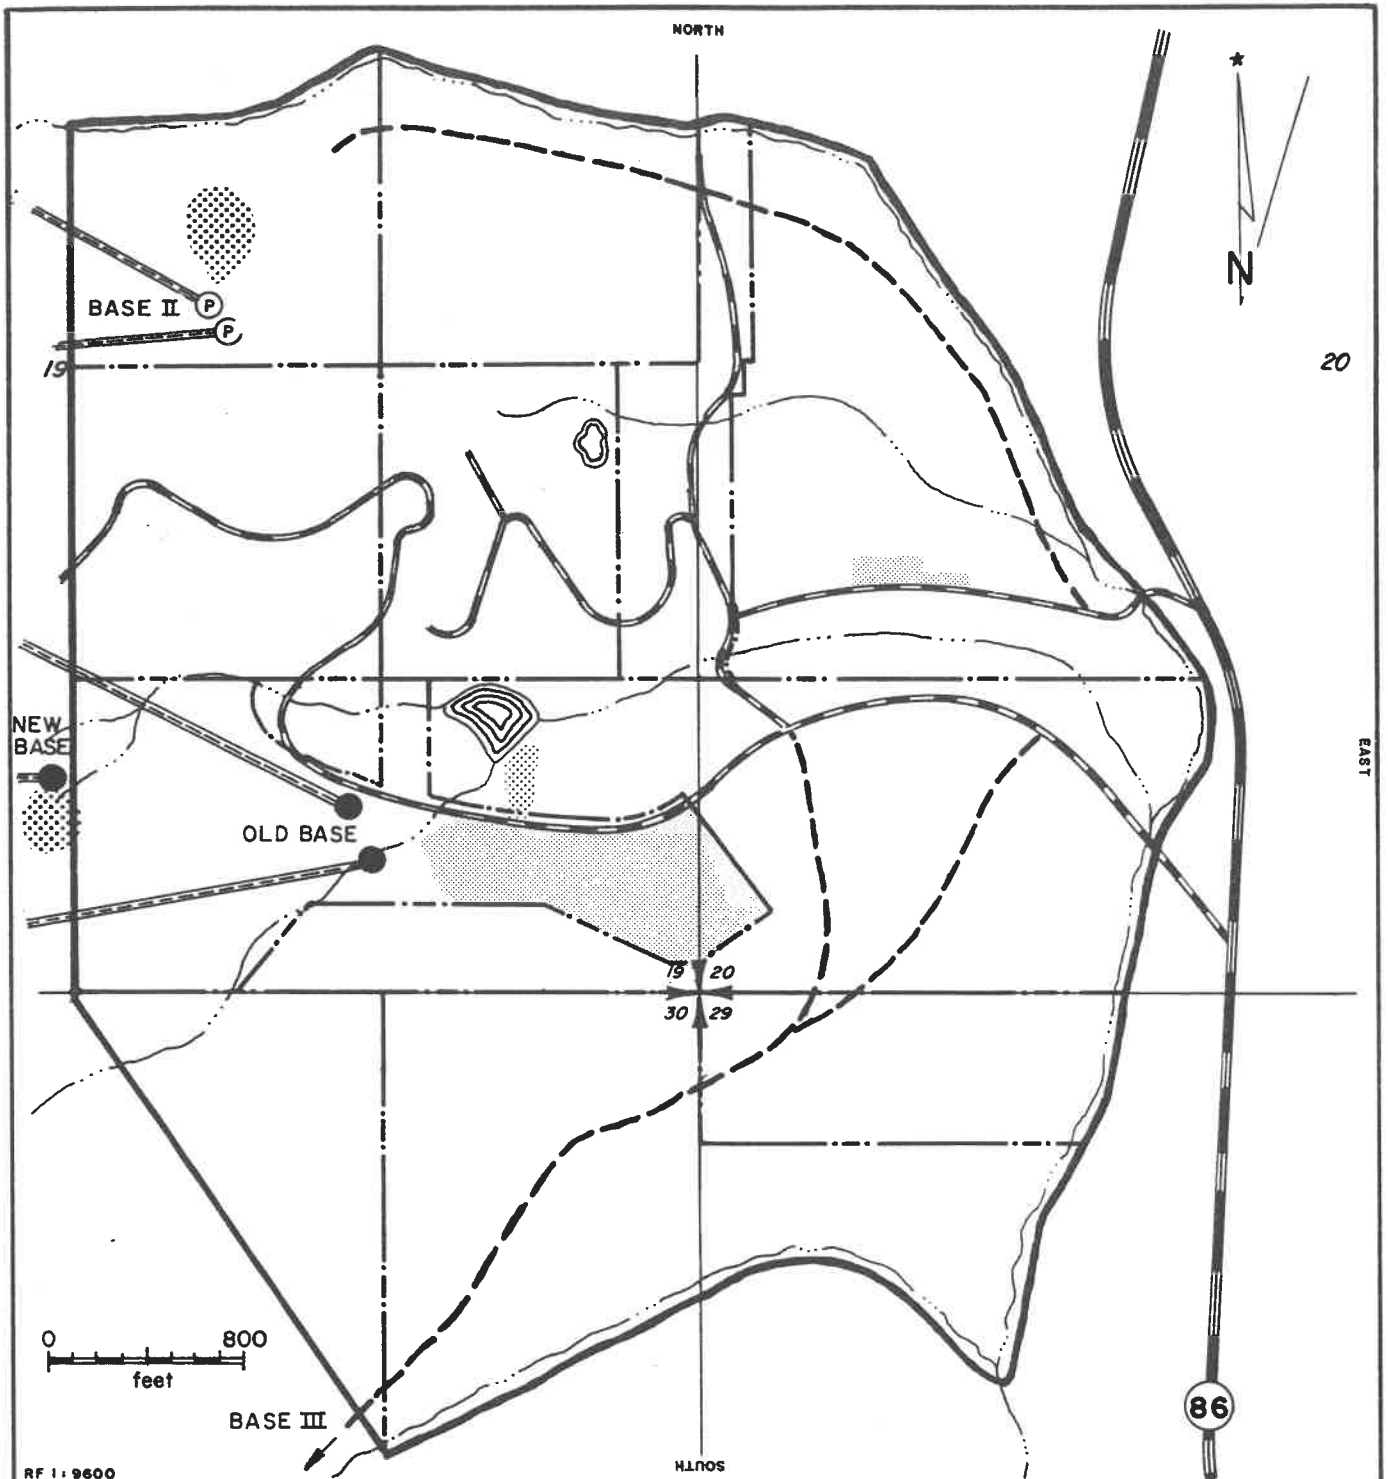 NORTH
N
BASE II
P
P
19
20
NEW
BASE
EAST
OLD BASE
19 20
30 29
0 800
feet
BASE III
86
SOUTH
RF 1:9600